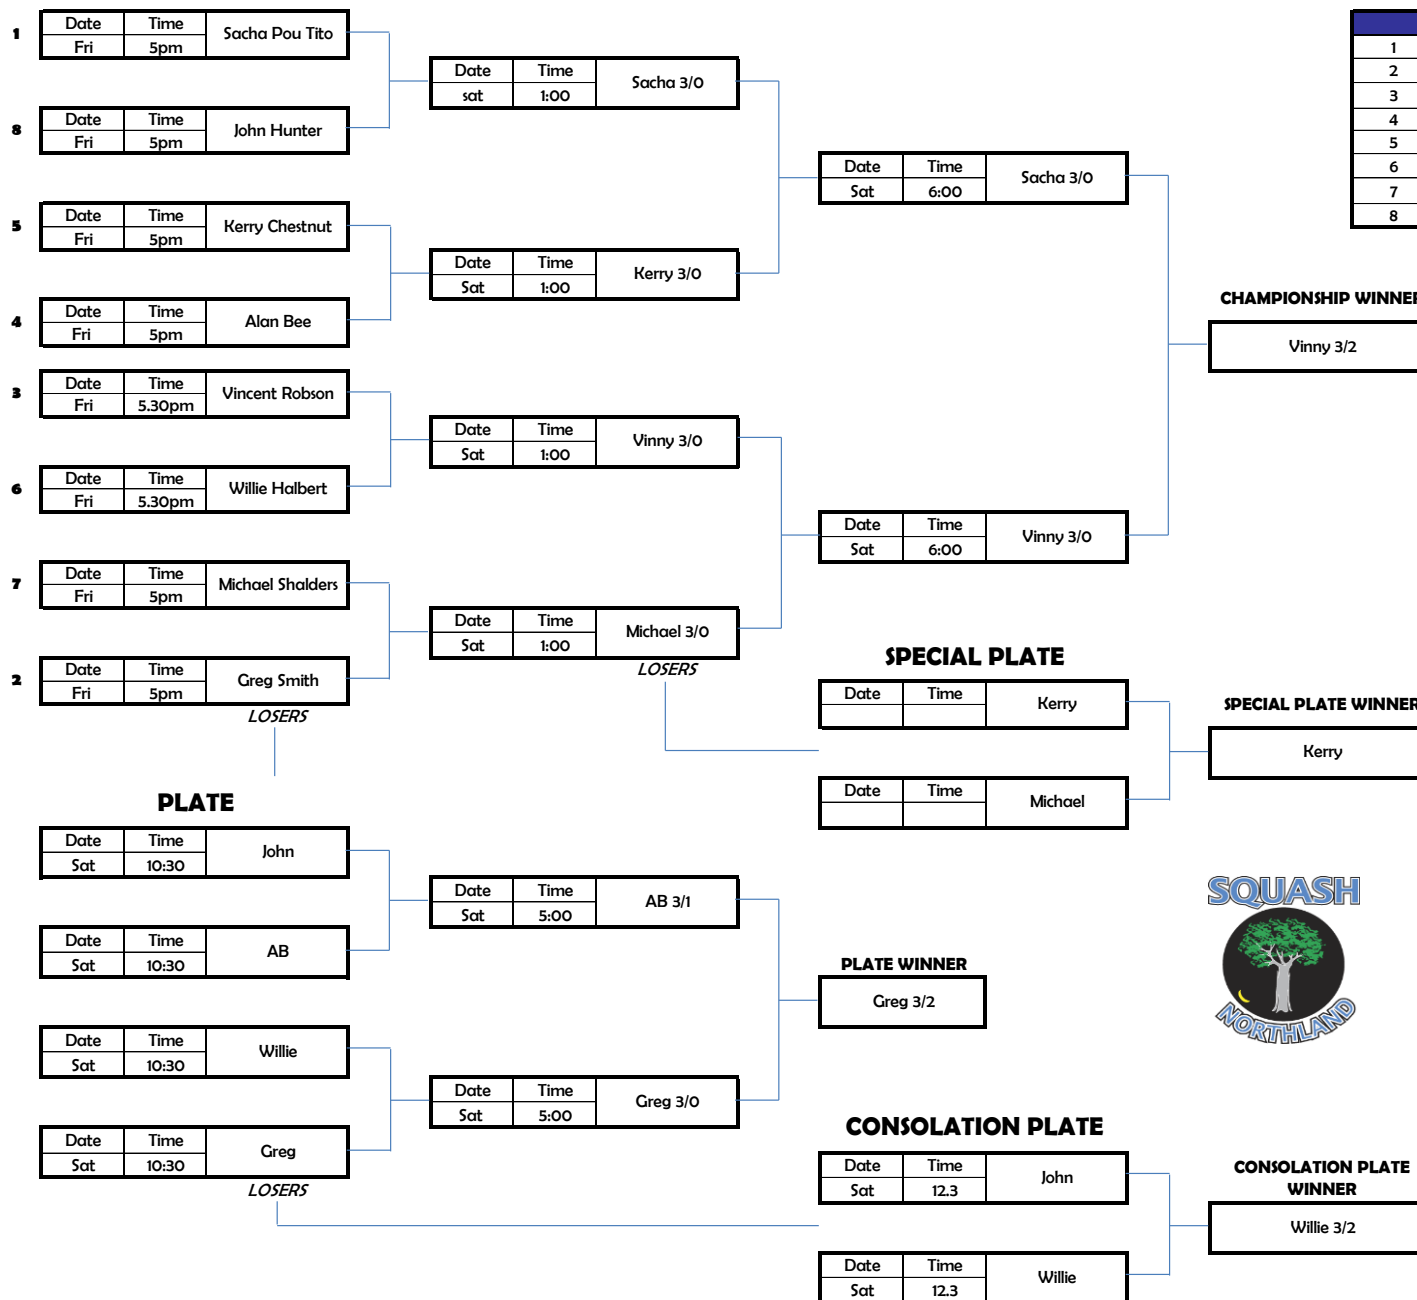 1 Date Time Sacha Pou Tito
Fri 5pm
Date Time Sacha 3/0
sat 1:00
8 Date Time John Hunter
Fri 5pm
Date Time Sacha 3/0
Sat 6:00
5 Date Time Kerry Chestnut
Fri 5pm
Date Time Kerry 3/0
Sat 1:00
4 Date Time Alan Bee
Fri 5pm
1
2
3
4
5
6
7
8
CHAMPIONSHIP WINNER
Vinny 3/2
3 Date Time Vincent Robson
Fri 5.30pm
Date Time Vinny 3/0
Sat 1:00
6 Date Time Willie Halbert
Fri 5.30pm
Date Time Vinny 3/0
Sat 6:00
7 Date Time Michael Shalders
Fri 5pm
Date Time Michael 3/0
Sat 1:00
LOSERS
2 Date Time Greg Smith
Fri 5pm
LOSERS
SPECIAL PLATE
Date Time Kerry
SPECIAL PLATE WINNER
Kerry
Date Time Michael
PLATE
Date Time John
Sat 10:30
Date Time AB 3/1
Sat 5:00
Date Time AB
Sat 10:30
PLATE WINNER
Greg 3/2
SQUASH
NORTHLAND
Date Time Willie
Sat 10:30
Date Time Greg 3/0
Sat 5:00
Date Time Greg
Sat 10:30
LOSERS
CONSOLATION PLATE
Date Time John
Sat 12.3
CONSOLATION PLATE
WINNER
Willie 3/2
Date Time Willie
Sat 12.3